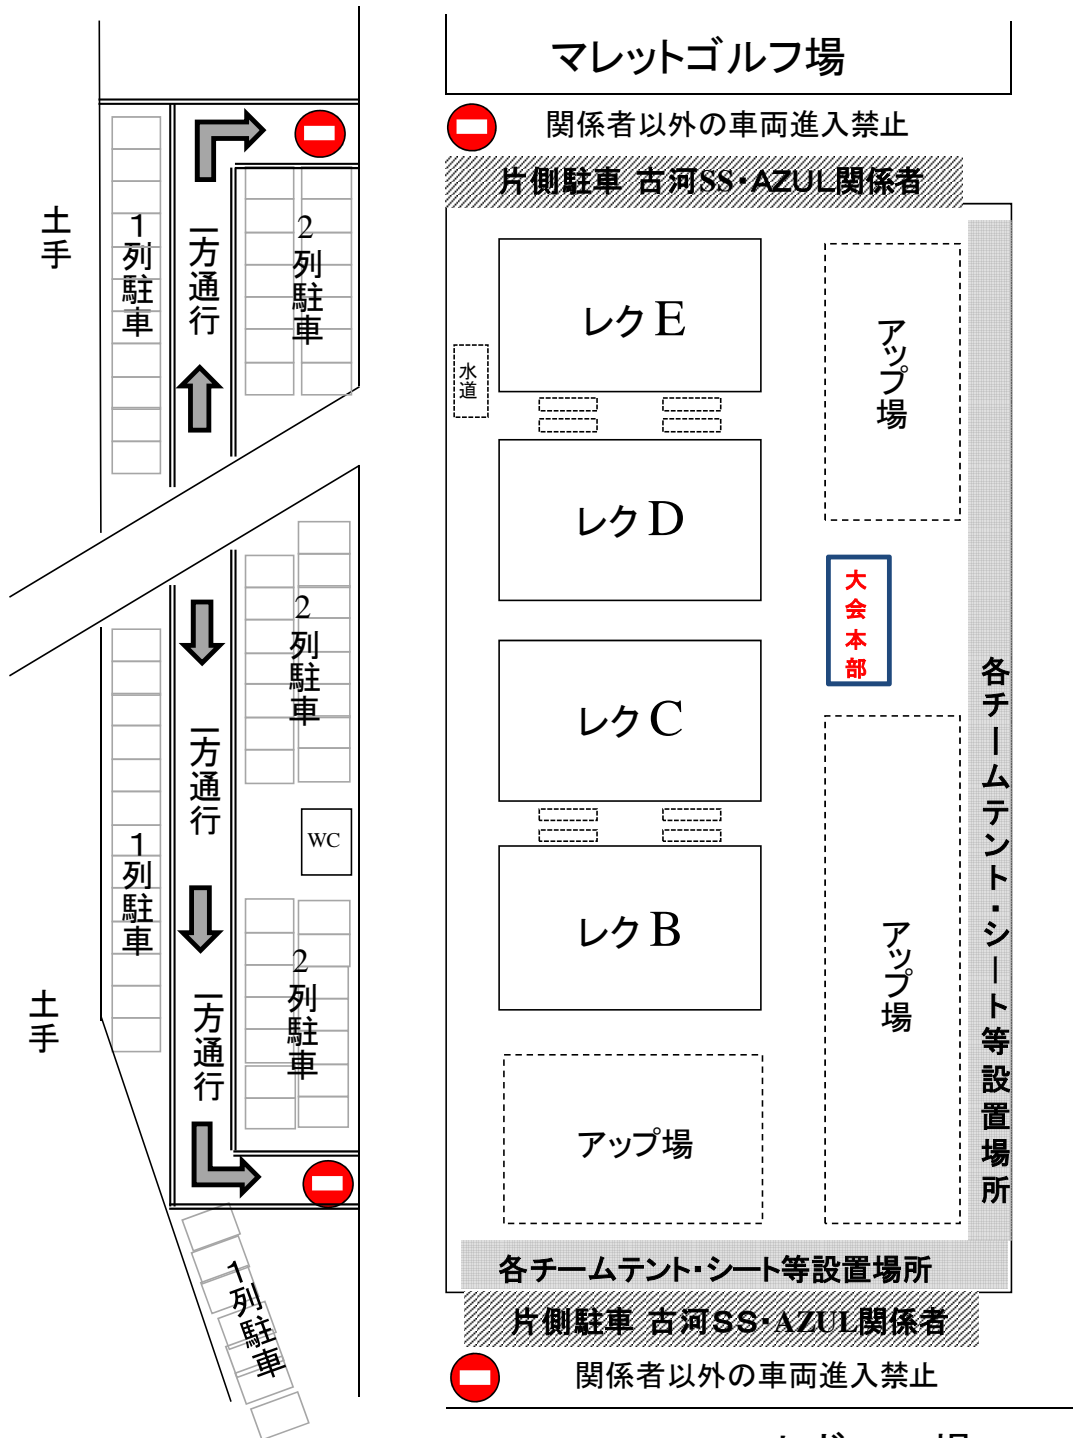 マレットゴルフ場
関係者以外の車両進入禁止
片側駐車 古河SS・AZUL関係者
土手
1列駐車
一方通行
2列駐車
レクE
アップ場
水道
レクD
大会本部
2列駐車
レクC
各チームテント・シート等設置場所
一方通行
WC
1列駐車
レクB
アップ場
2列駐車
土手
一方通行
アップ場
各チームテント・シート等設置場所
1列駐車
片側駐車 古河SS・AZUL関係者
関係者以外の車両進入禁止